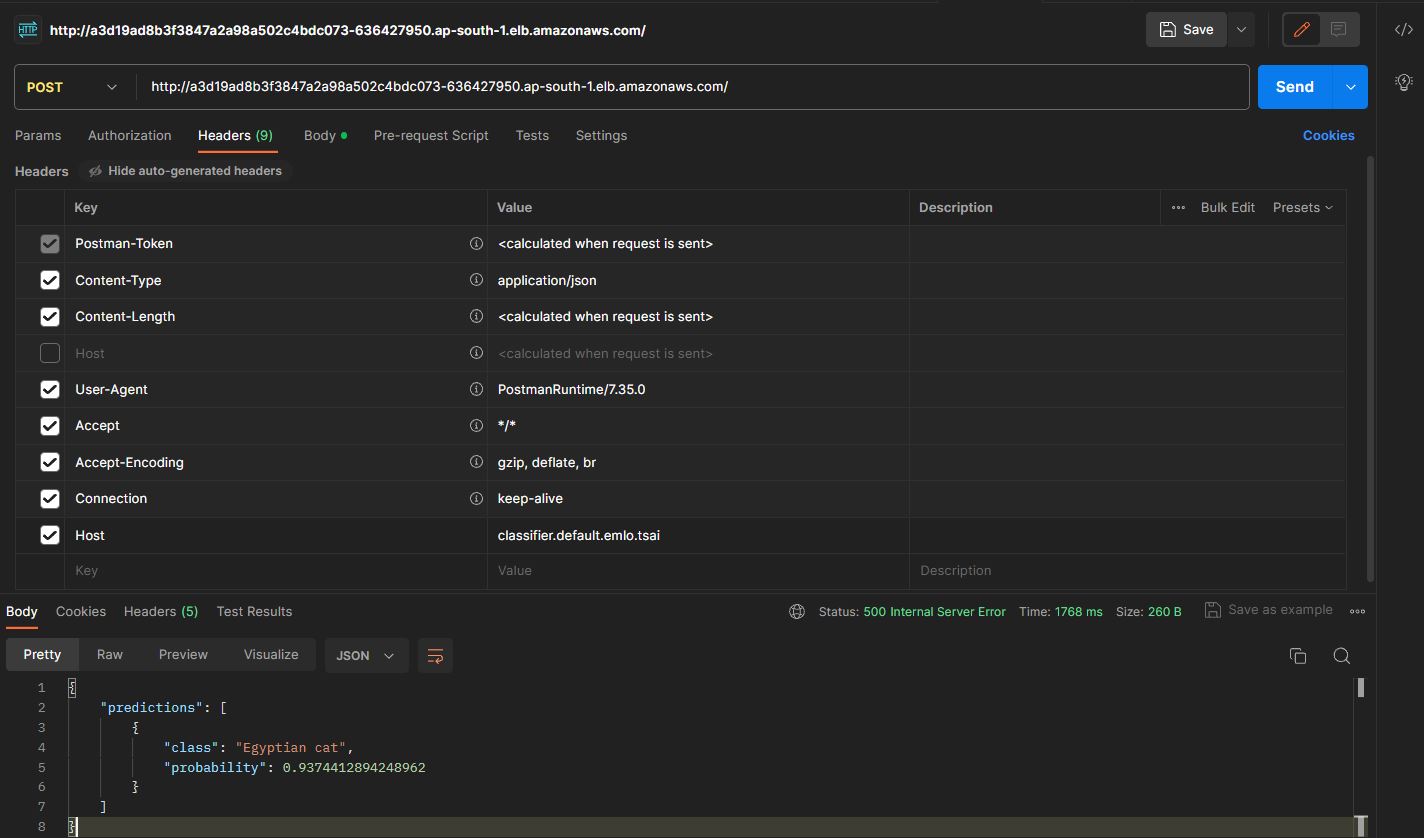 HTTP http://a3d19ad8b3f3847a2a98a502c4bdc073-636427950.ap-south-1.elb.amazonaws.com/ Save </>
POST http://a3d19ad8b3f3847a2a98a502c4bdc073-636427950.ap-south-1.elb.amazonaws.com/ Send
Params Authorization Headers (9) Body Pre-request Script Tests Settings Cookies
Headers Hide auto-generated headers
Key Value Description Bulk Edit Presets
Postman-Token <calculated when request is sent>
Content-Type application/json
Content-Length <calculated when request is sent>
Host <calculated when request is sent>
User-Agent PostmanRuntime/7.35.0
Accept */*
Accept-Encoding gzip, deflate, br
Connection keep-alive
Host classifier.default.emlo.tsai
Key Value Description
Body Cookies Headers (5) Test Results Status: 500 Internal Server Error Time: 1768 ms Size: 260 B Save as example
Pretty Raw Preview Visualize JSON
1 {
2 "predictions": [
3 {
4 "class": "Egyptian cat",
5 "probability": 0.9374412894248962
6 }
7 ]
8 }